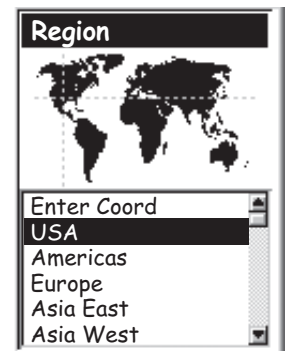 Region
Enter Coord
USA
Americas
Europe
Asia East
Asia West